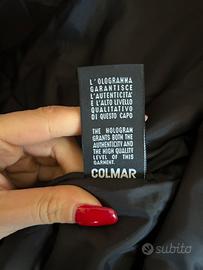 L'OLOGRAMMA
GARANTISCE
L'AUTENTICITA'
E L'ALTO LIVELLO
QUALITATIVO
DI QUESTO CAPO
THE HOLOGRAM
GRANTS BOTH THE
AUTHENTICITY AND
THE HIGH QUALITY
LEVEL OF THIS
GARMENT.
COLMAR
subito